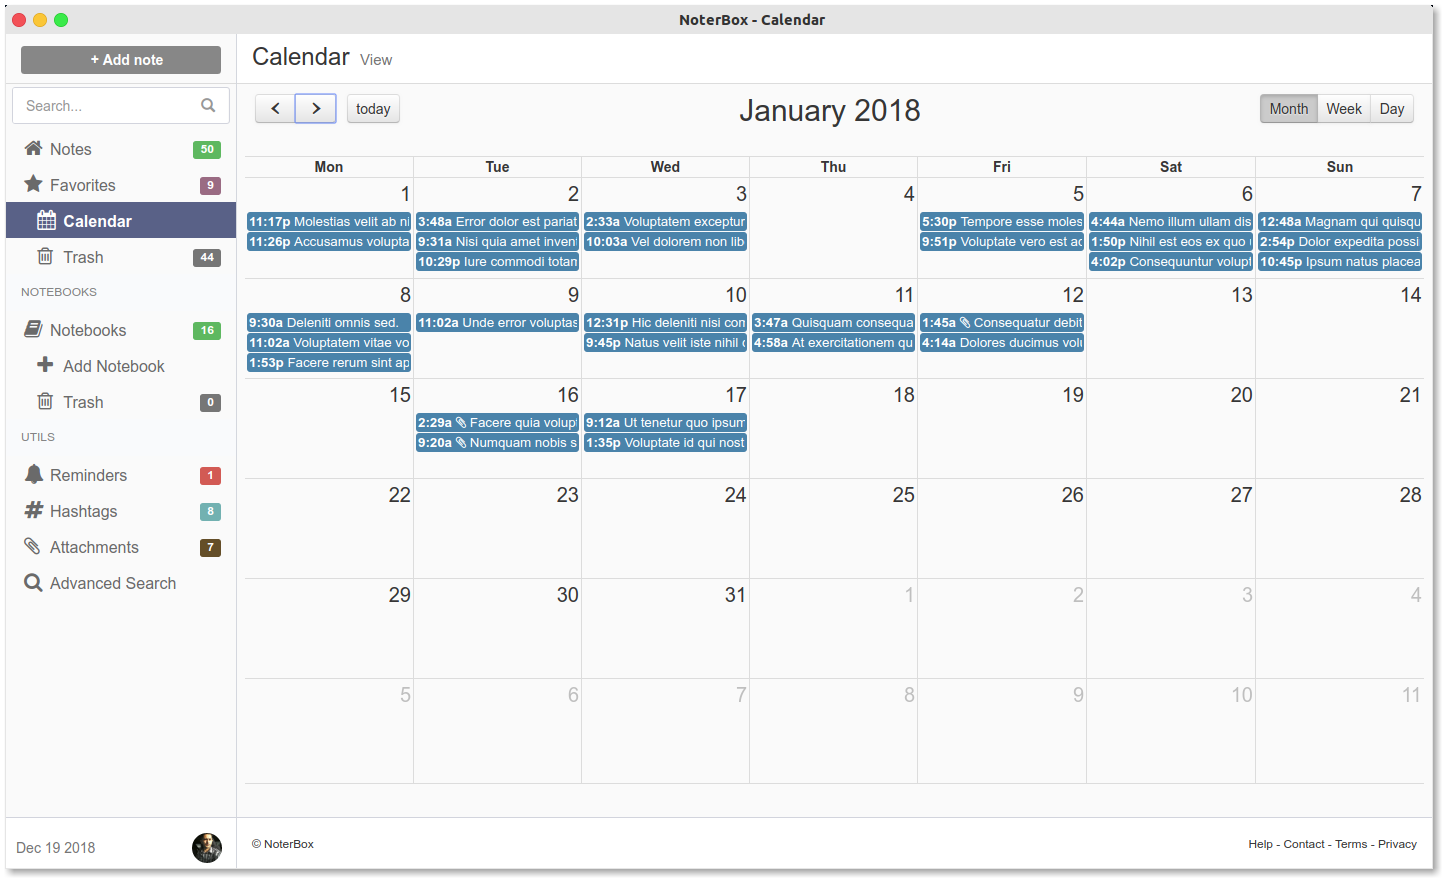 NoterBox - Calendar
+ Add note
Search...
Notes 50
Favorites 9
Calendar
Trash 44
NOTEBOOKS
Notebooks 16
Add Notebook
Trash 0
UTILS
Reminders 1
Hashtags 8
Attachments 7
Advanced Search
Dec 19 2018
Calendar View
today
January 2018
Month Week Day
Mon Tue Wed Thu Fri Sat Sun
1
11:17p Molestias velit ab ni
11:26p Accusamus volupta
2
3:48a Error dolor est pariat
9:31a Nisi quia amet inven
10:29p Iure commodi totam
3
2:33a Voluptatem exceptur
10:03a Vel dolorem non lib
4
5
5:30p Tempore esse moles
9:51p Voluptate vero est ac
6
4:44a Nemo illum ullam dis
1:50p Nihil est eos ex quo
4:02p Consequuntur volupt
7
12:48a Magnam qui quisqu
2:54p Dolor expedita possi
10:45p Ipsum natus placea
8
9:30a Deleniti omnis sed.
11:02a Voluptatem vitae vo
1:53p Facere rerum sint ap
9
11:02a Unde error voluptas
10
12:31p Hic deleniti nisi con
9:45p Natus velit iste nihil
11
3:47a Quisquam consequa
4:58a At exercitationem qu
12
1:45a Consequatur debit
4:14a Dolores ducimus volu
13
14
15
16
2:29a Facere quia volup
9:20a Numquam nobis s
17
9:12a Ut tenetur quo ipsum
1:35p Voluptate id qui nost
18
19
20
21
22 23 24 25 26 27 28
29 30 31 1 2 3 4
5 6 7 8 9 10 11
© NoterBox
Help - Contact - Terms - Privacy